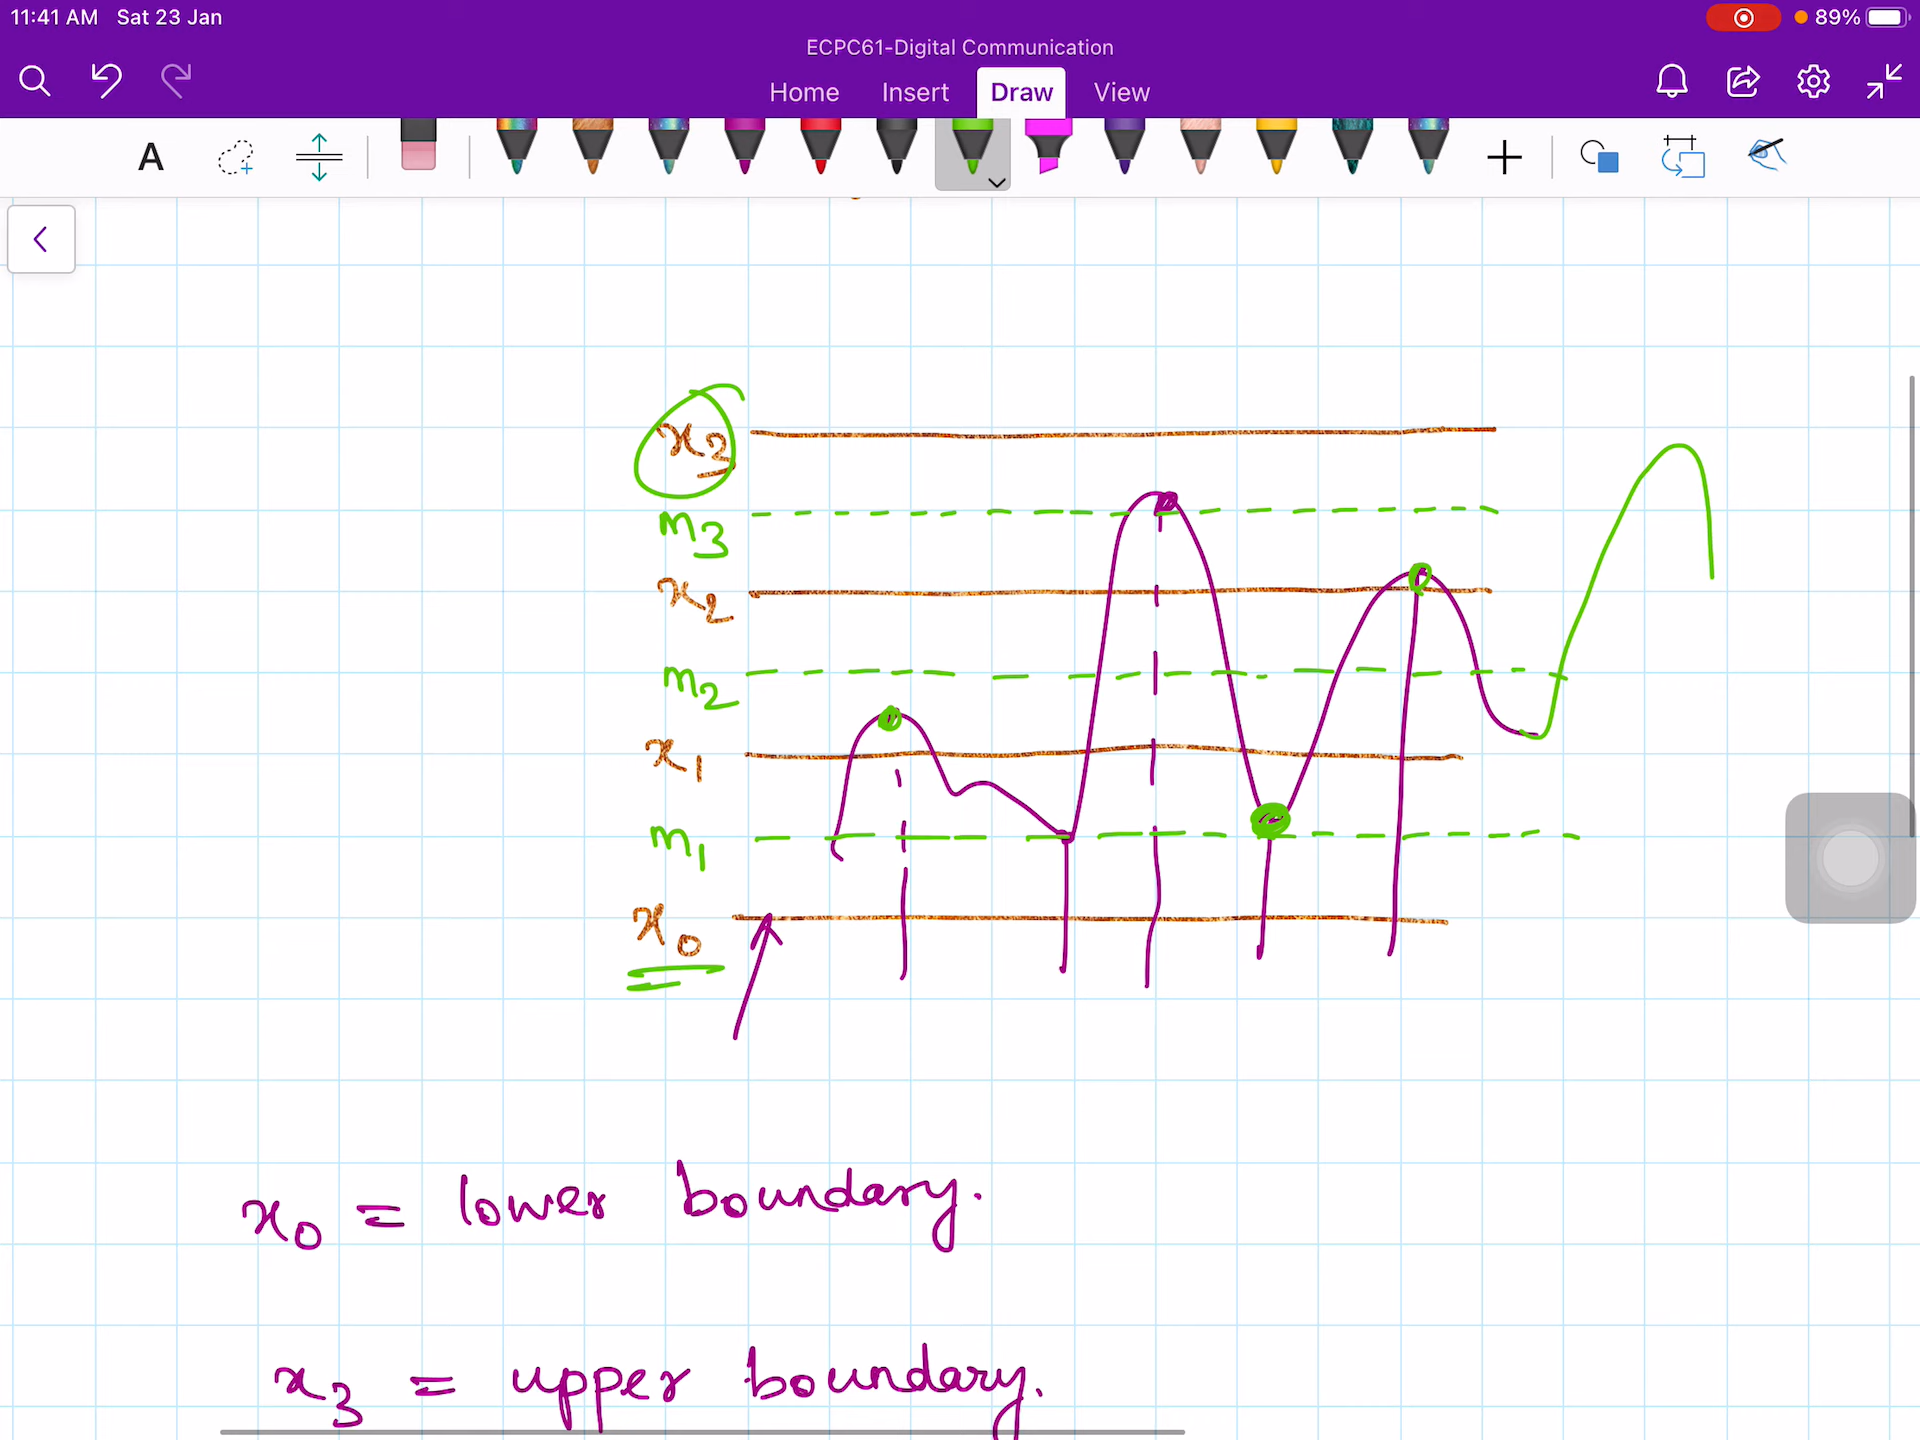 11:41 AM Sat 23 Jan
89%
ECPC61-Digital Communication
Home Insert Draw View
A
x2
m3
x2
m2
x1
m1
x0
x0 = lower boundary.
x3 = upper boundary.